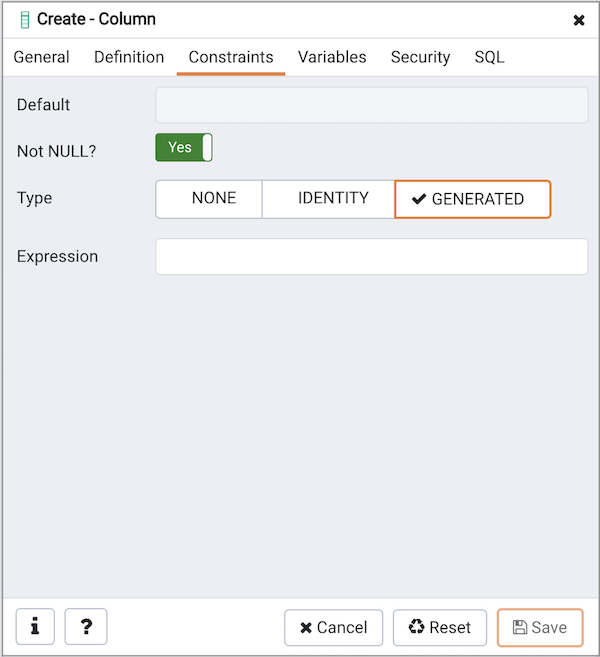 Create - Column
General Definition Constraints Variables Security SQL
Default
Not NULL? Yes
Type NONE IDENTITY GENERATED
Expression
i ? Cancel Reset Save